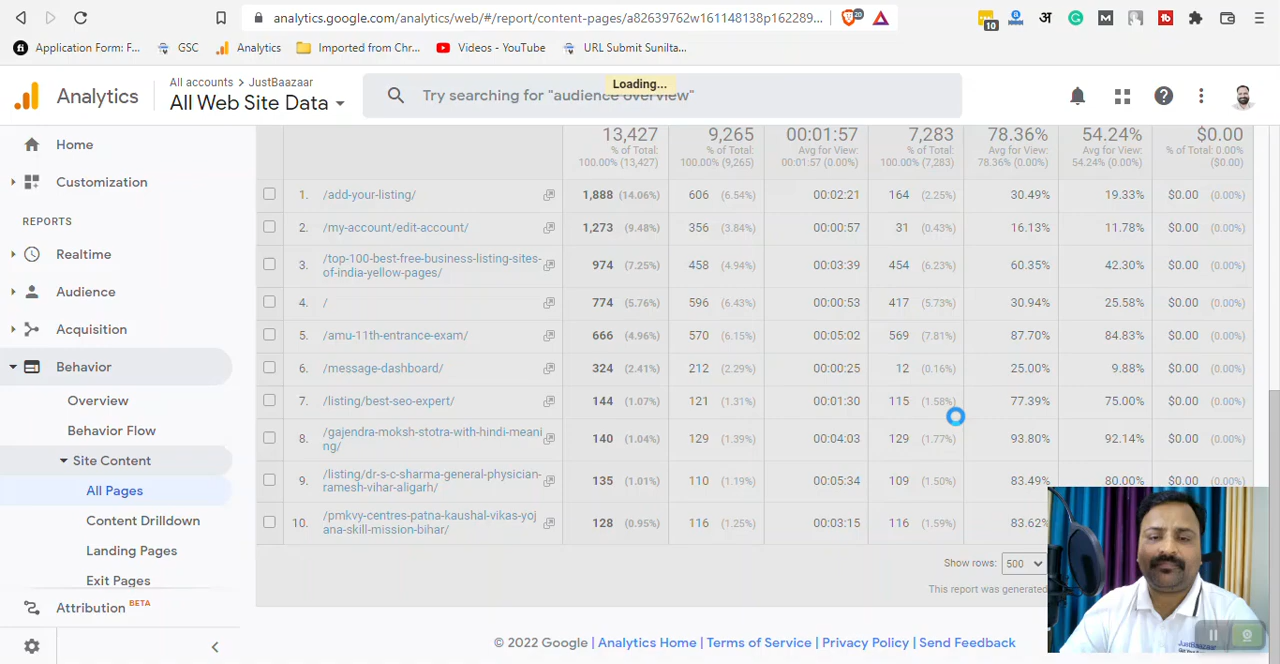 analytics.google.com/analytics/web/#/report/content-pages/a82639762w161148138p162289...
10
अ
M
Application Form: F...
GSC
Analytics
Imported from Chr...
Videos - YouTube
URL Submit Sunilta...
Analytics
All accounts > JustBaazaar
All Web Site Data
Try searching for "audience overview"
Loading...
Home
Customization
REPORTS
Realtime
Audience
Acquisition
Behavior
Overview
Behavior Flow
Site Content
All Pages
Content Drilldown
Landing Pages
Exit Pages
Attribution BETA
13,427 9,265 00:01:57 7,283 78.36% 54.24% $0.00
% of Total: % of Total: Avg for View: % of Total: Avg for View: Avg for View: % of Total: 0.00%
100.00% (13,427) 100.00% (9,265) 00:01:57 (0.00%) 100.00% (7,283) 78.36% (0.00%) 54.24% (0.00%) ($0.00)
1. /add-your-listing/ 1,888 (14.06%) 606 (6.54%) 00:02:21 164 (2.25%) 30.49% 19.33% $0.00 (0.00%)
2. /my-account/edit-account/ 1,273 (9.48%) 356 (3.84%) 00:00:57 31 (0.43%) 16.13% 11.78% $0.00 (0.00%)
3. /top-100-best-free-business-listing-sites-
of-india-yellow-pages/ 974 (7.25%) 458 (4.94%) 00:03:39 454 (6.23%) 60.35% 42.30% $0.00 (0.00%)
4. / 774 (5.76%) 596 (6.43%) 00:00:53 417 (5.73%) 30.94% 25.58% $0.00 (0.00%)
5. /amu-11th-entrance-exam/ 666 (4.96%) 570 (6.15%) 00:05:02 569 (7.81%) 87.70% 84.83% $0.00 (0.00%)
6. /message-dashboard/ 324 (2.41%) 212 (2.29%) 00:00:25 12 (0.16%) 25.00% 9.88% $0.00 (0.00%)
7. /listing/best-seo-expert/ 144 (1.07%) 121 (1.31%) 00:01:30 115 (1.58%) 77.39% 75.00% $0.00 (0.00%)
8. /gajendra-moksh-stotra-with-hindi-meani
ng/ 140 (1.04%) 129 (1.39%) 00:04:03 129 (1.77%) 93.80% 92.14% $0.00 (0.00%)
9. /listing/dr-s-c-sharma-general-physician-
ramesh-vihar-aligarh/ 135 (1.01%) 110 (1.19%) 00:05:34 109 (1.50%) 83.49% 80.00% $0.00 (0.00%)
10. /pmkvy-centres-patna-kaushal-vikas-yoj
ana-skill-mission-bihar/ 128 (0.95%) 116 (1.25%) 00:03:15 116 (1.59%) 83.62%
Show rows: 500
This report was generated
© 2022 Google | Analytics Home | Terms of Service | Privacy Policy | Send Feedback
JustBaazaar